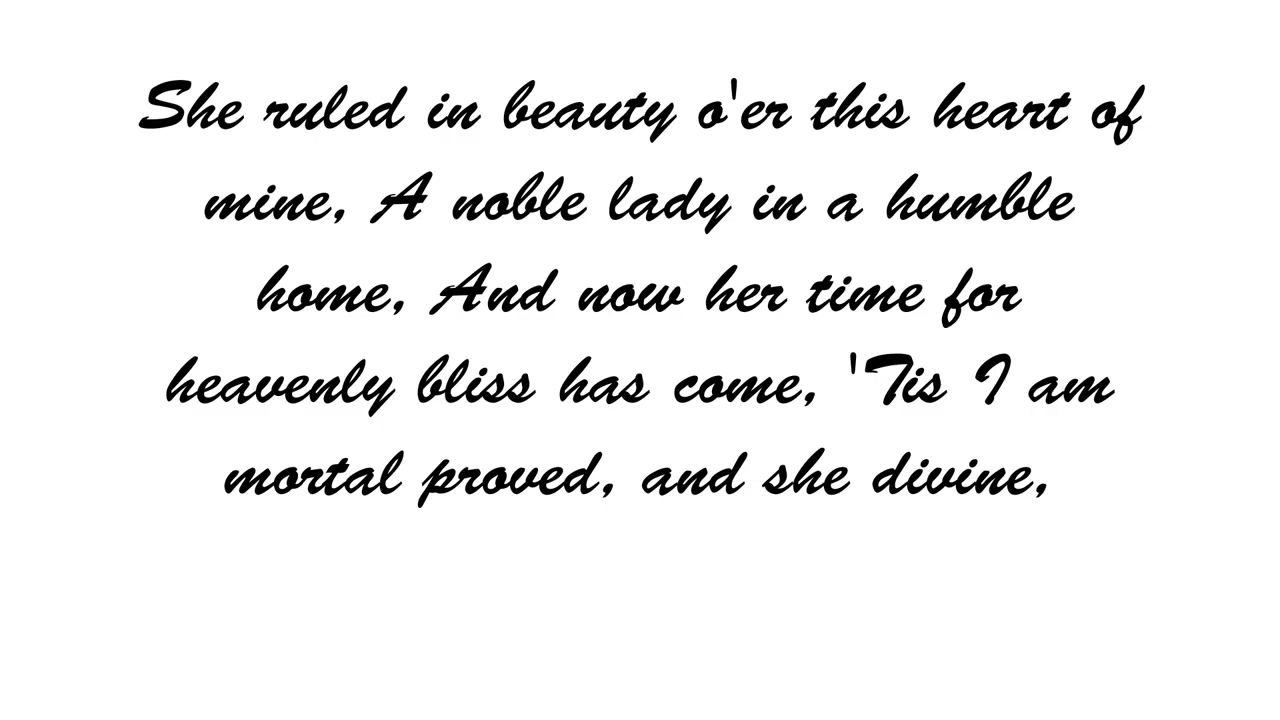 She ruled in beauty o'er this heart of
mine, A noble lady in a humble
home, And now her time for
heavenly bliss has come, 'Tis I am
mortal proved, and she divine,